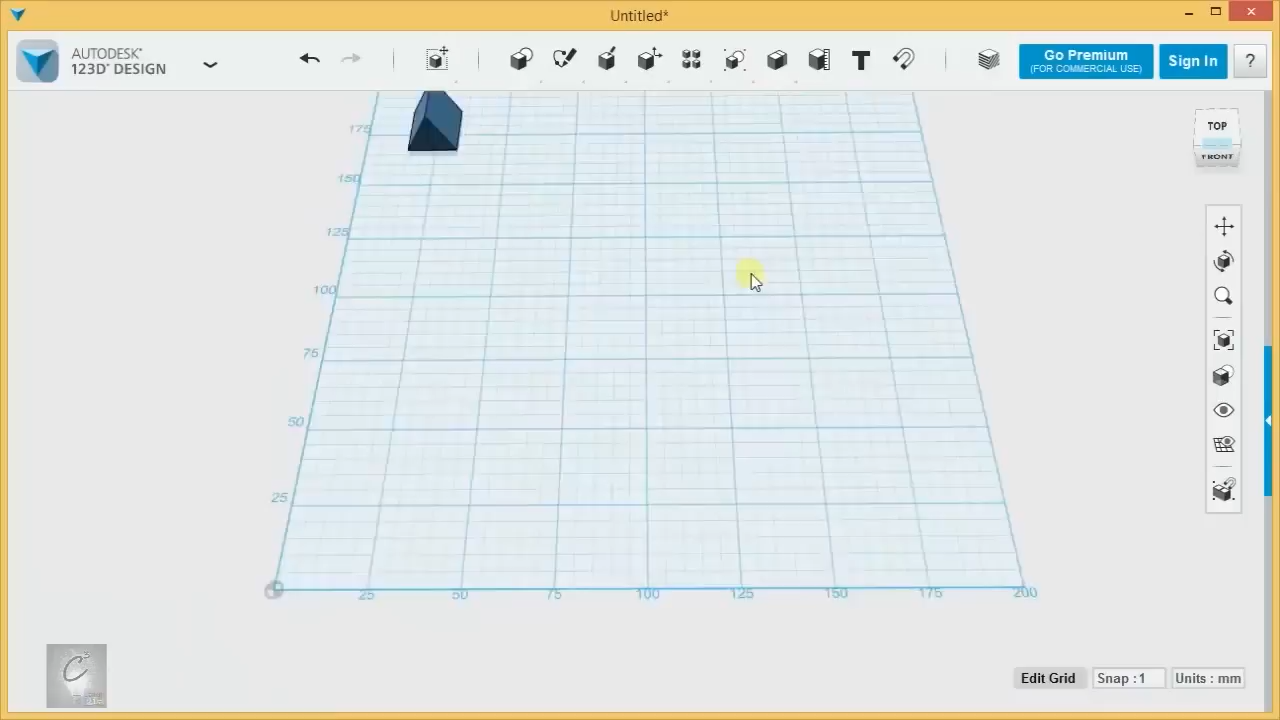 Untitled*
AUTODESK®
123D® DESIGN
Go Premium
(FOR COMMERCIAL USE)
Sign In
?
TOP
FRONT
175
150
125
100
75
50
25
25 50 75 100 125 150 175 200
Edit Grid
Snap : 1
Units : mm